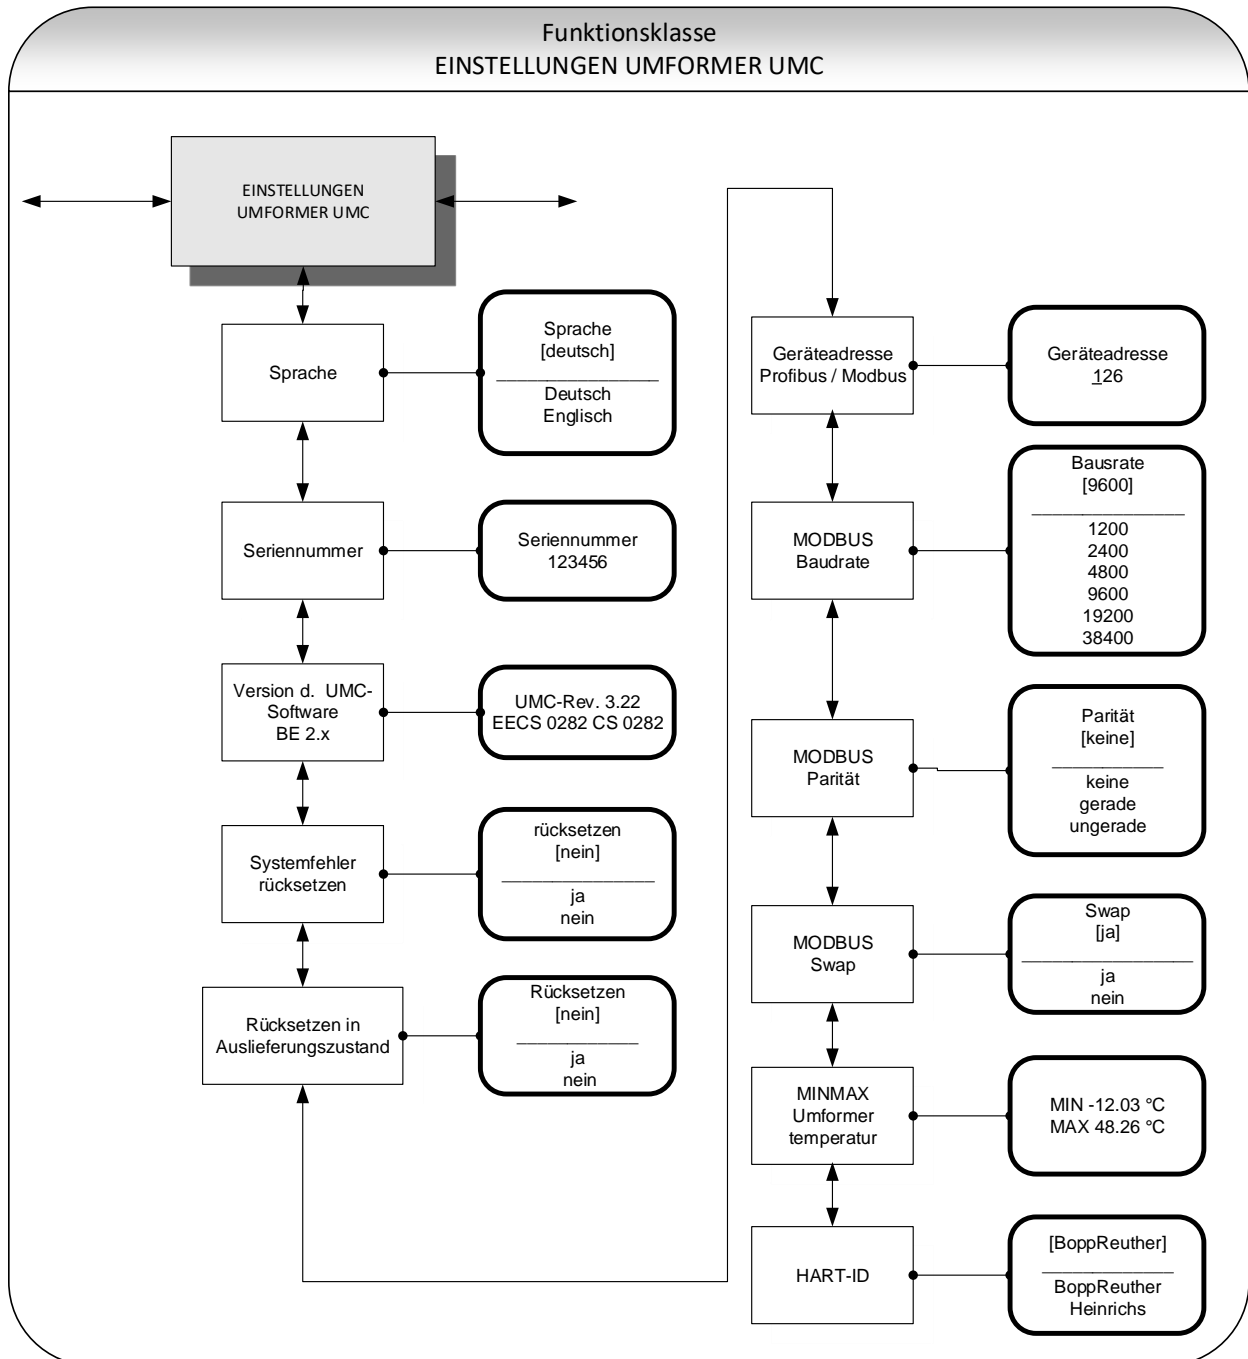 Funktionsklasse
EINSTELLUNGEN UMFORMER UMC
EINSTELLUNGEN
UMFORMER UMC
Sprache
Sprache
[deutsch]
Deutsch
Englisch
Seriennummer
Seriennummer
123456
Version d. UMC-
Software
BE 2.x
UMC-Rev. 3.22
EECS 0282 CS 0282
Systemfehler
rücksetzen
rücksetzen
[nein]
ja
nein
Rücksetzen in
Auslieferungszustand
Rücksetzen
[nein]
ja
nein
Geräteadresse
Profibus / Modbus
Geräteadresse
126
MODBUS
Baudrate
Bausrate
[9600]
1200
2400
4800
9600
19200
38400
MODBUS
Parität
Parität
[keine]
keine
gerade
ungerade
MODBUS
Swap
Swap
[ja]
ja
nein
MINMAX
Umformer
temperatur
MIN -12.03 °C
MAX 48.26 °C
HART-ID
[BoppReuther]
BoppReuther
Heinrichs